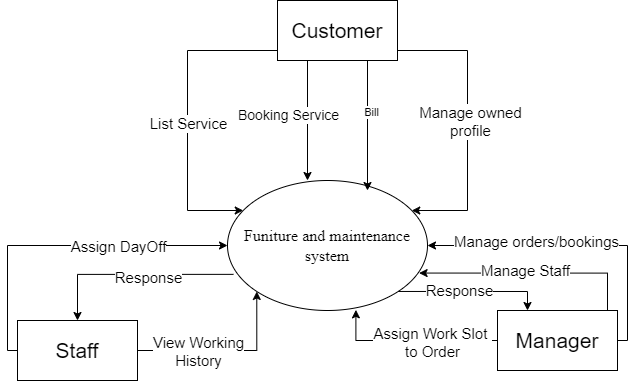 Customer
List Service
Booking Service
Bill
Manage owned
profile
Funiture and maintenance
system
Assign DayOff
Response
Staff
View Working
History
Manage orders/bookings
Manage Staff
Response
Assign Work Slot
to Order
Manager